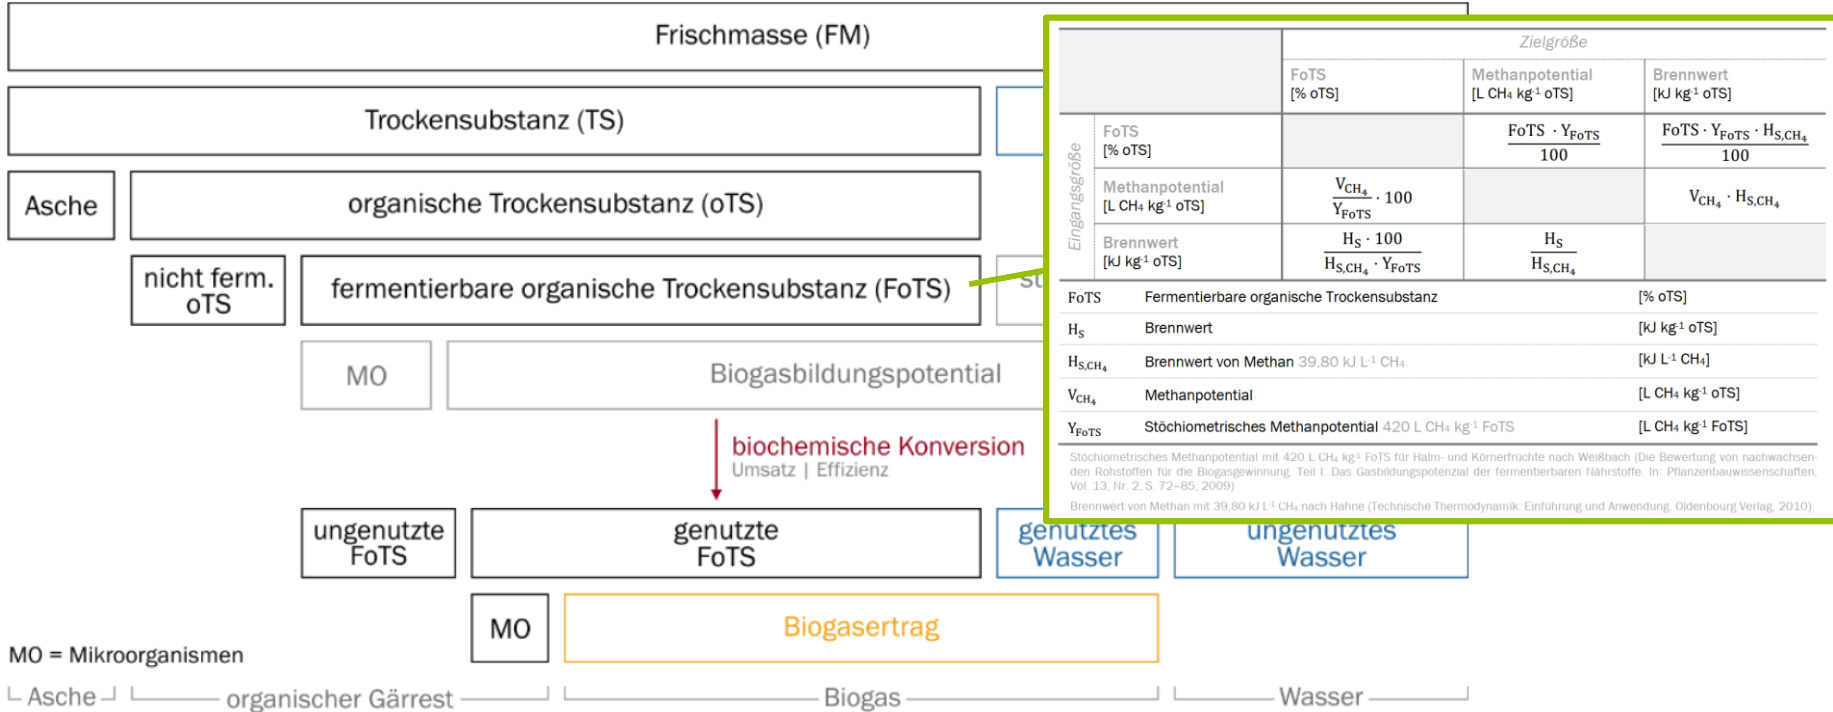 Frischmasse (FM)
Trockensubstanz (TS)
Asche
organische Trockensubstanz (oTS)
nicht ferm.
oTS
fermentierbare organische Trockensubstanz (FoTS)
MO
Biogasbildungspotential
biochemische Konversion
Umsatz | Effizienz
ungenutzte
FoTS
genutzte
FoTS
genutztes
Wasser
ungenutztes
Wasser
MO
Biogasertrag
MO = Mikroorganismen
Asche
organischer Gärrest
Biogas
Wasser
Zielgröße
FoTS
[% oTS]
Methanpotential
[L CH₄ kg⁻¹ oTS]
Brennwert
[kJ kg⁻¹ oTS]
Eingangsgröße
FoTS
[% oTS]
FoTS · Y_FoTS
100
FoTS · Y_FoTS · H_S,CH₄
100
Methanpotential
[L CH₄ kg⁻¹ oTS]
V_CH₄
Y_FoTS
· 100
V_CH₄ · H_S,CH₄
Brennwert
[kJ kg⁻¹ oTS]
H_S · 100
H_S,CH₄ · Y_FoTS
H_S
H_S,CH₄
FoTS Fermentierbare organische Trockensubstanz [% oTS]
H_S Brennwert [kJ kg⁻¹ oTS]
H_S,CH₄ Brennwert von Methan 39,80 kJ L⁻¹ CH₄ [kJ L⁻¹ CH₄]
V_CH₄ Methanpotential [L CH₄ kg⁻¹ oTS]
Y_FoTS Stöchiometrisches Methanpotential 420 L CH₄ kg⁻¹ FoTS [L CH₄ kg⁻¹ FoTS]
Stöchiometrisches Methanpotential mit 420 L CH₄ kg⁻¹ FoTS für Halm- und Körnerfrüchte nach Weißbach (Die Bewertung von nachwachsen-
den Rohstoffen für die Biogasgewinnung. Teil I: Das Gasbildungspotenzial der fermentierbaren Nährstoffe. In: Pflanzenbauwissenschaften,
Vol. 13, Nr. 2, S. 72–85, 2009)
Brennwert von Methan mit 39,80 kJ L⁻¹ CH₄ nach Hahne (Technische Thermodynamik: Einführung und Anwendung. Oldenbourg Verlag, 2010)